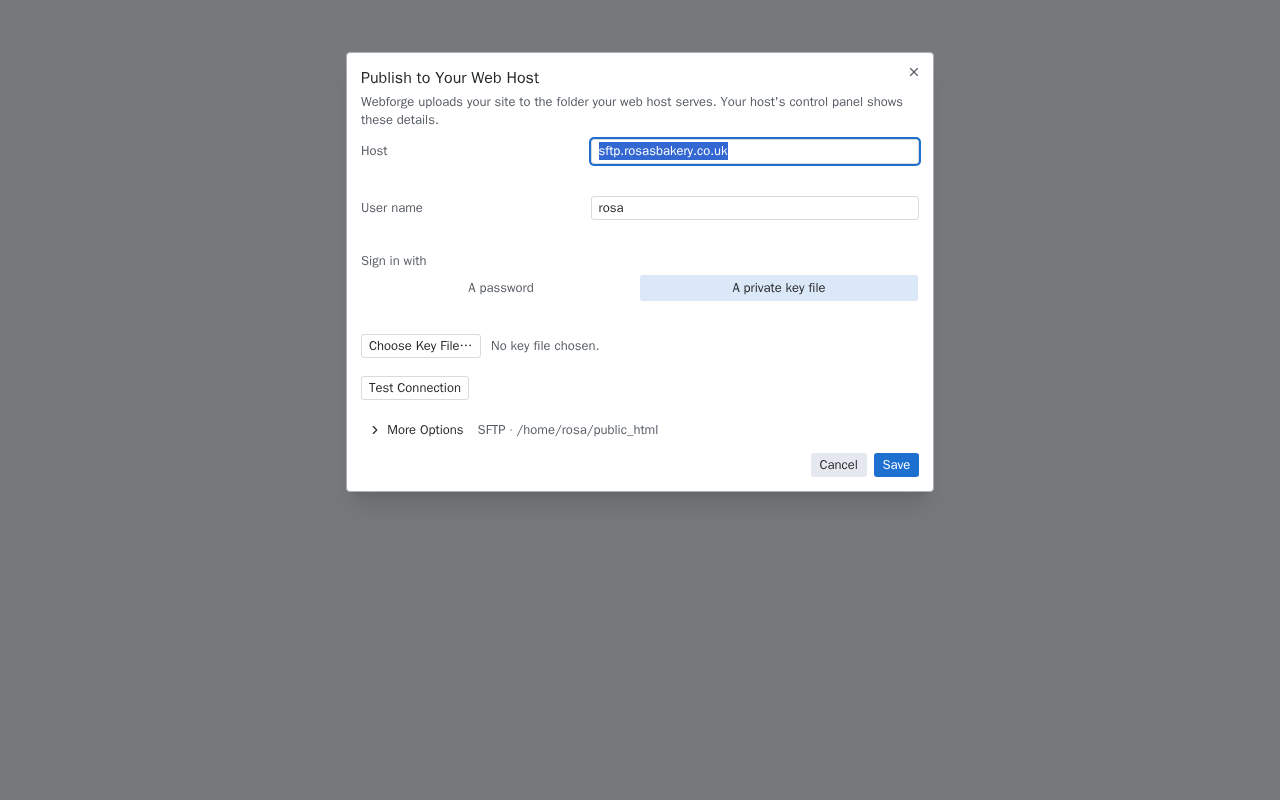 Publish to Your Web Host
Webforge uploads your site to the folder your web host serves. Your host's control panel shows
these details.
Host
sftp.rosasbakery.co.uk
User name
rosa
Sign in with
A password
A private key file
Choose Key File…
No key file chosen.
Test Connection
More Options
SFTP · /home/rosa/public_html
Cancel
Save